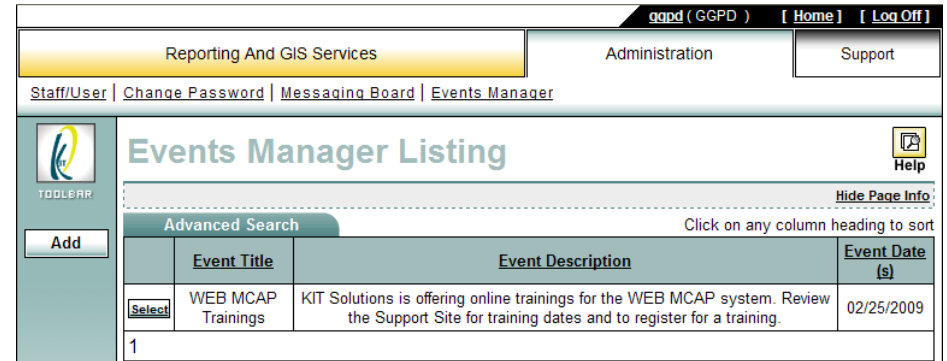 ggpd ( GGPD ) [ Home ] [ Log Off ]
Reporting And GIS Services Administration Support
Staff/User | Change Password | Messaging Board | Events Manager
KIT
TOOLBAR
Add
Events Manager Listing
Help
Hide Page Info
Advanced Search Click on any column heading to sort
Event Title Event Description Event Date
(s)
Select WEB MCAP KIT Solutions is offering online trainings for the WEB MCAP system. Review 02/25/2009
Trainings the Support Site for training dates and to register for a training.
1